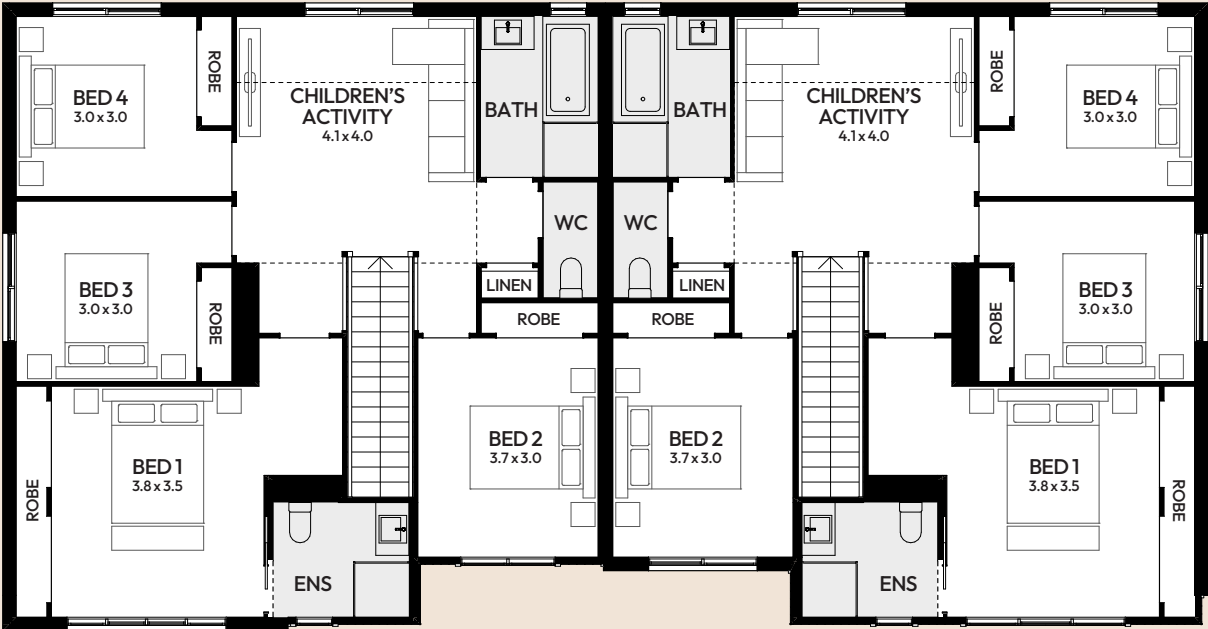 BED 4
3.0 x 3.0
ROBE
CHILDREN'S
ACTIVITY
4.1 x 4.0
BATH
BATH
CHILDREN'S
ACTIVITY
4.1 x 4.0
ROBE
BED 4
3.0 x 3.0
WC
WC
BED 3
3.0 x 3.0
ROBE
LINEN
ROBE
LINEN
ROBE
ROBE
BED 3
3.0 x 3.0
ROBE
BED 1
3.8 x 3.5
BED 2
3.7 x 3.0
BED 2
3.7 x 3.0
BED 1
3.8 x 3.5
ROBE
ENS
ENS